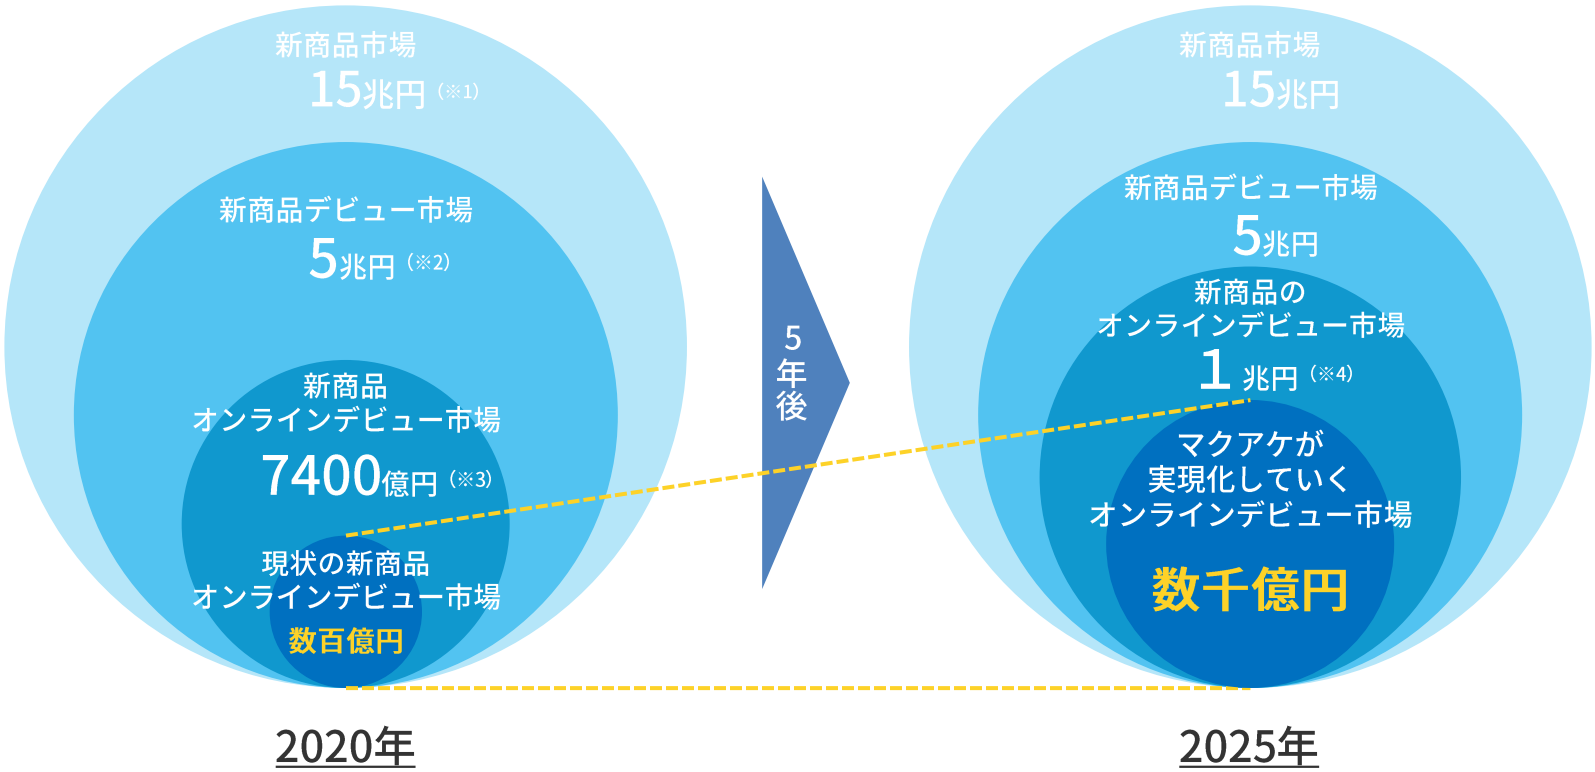 新商品市場
15兆円（※1）
新商品デビュー市場
5兆円（※2）
新商品
オンラインデビュー市場
7400億円（※3）
現状の新商品
オンラインデビュー市場
数百億円
2020年
5年後
新商品市場
15兆円
新商品デビュー市場
5兆円
新商品の
オンラインデビュー市場
1兆円（※4）
マクアケが
実現化していく
オンラインデビュー市場
数千億円
2025年